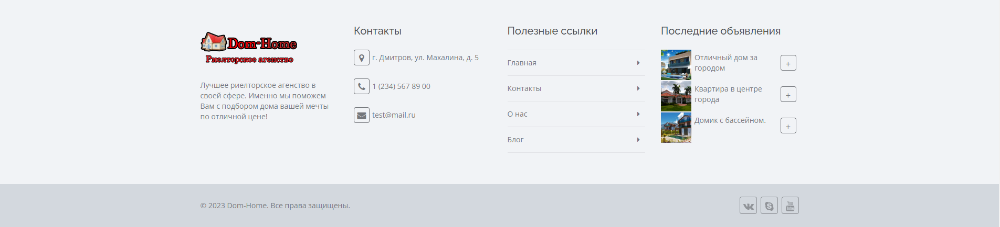 Dom-Home
Риелторское агенство
Лучшее риелторское агенство в
своей сфере. Именно мы поможем
Вам с подбором дома вашей мечты
по отличной цене!
Контакты
г. Дмитров, ул. Махалина, д. 5
1 (234) 567 89 00
test@mail.ru
Полезные ссылки
Главная
Контакты
О нас
Блог
Последние объявления
Отличный дом за
городом
+
Квартира в центре
города
+
Домик с бассейном.
+
© 2023 Dom-Home. Все права защищены.
You
Tube